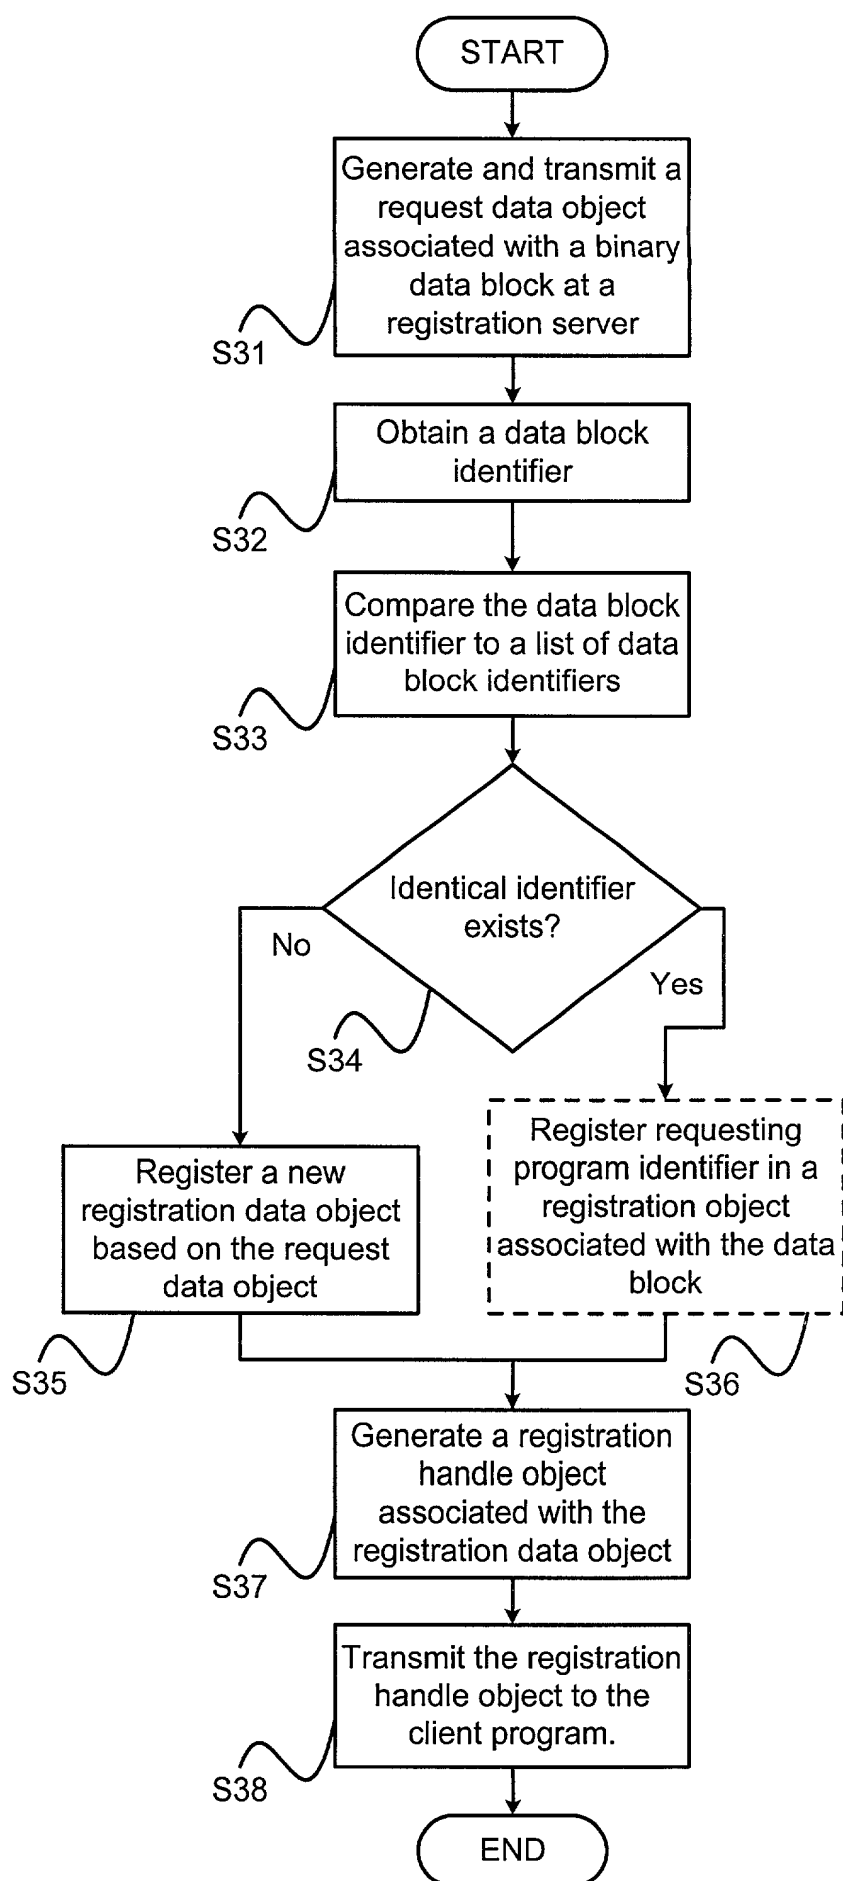 START
Generate and transmit a
request data object
associated with a binary
data block at a
registration server
S31
Obtain a data block
identifier
S32
Compare the data block
identifier to a list of data
block identifiers
S33
Identical identifier
exists?
No
Yes
S34
Register a new
registration data object
based on the request
data object
S35
Register requesting
program identifier in a
registration object
associated with the data
block
S36
Generate a registration
handle object
associated with the
registration data object
S37
Transmit the registration
handle object to the
client program.
S38
END